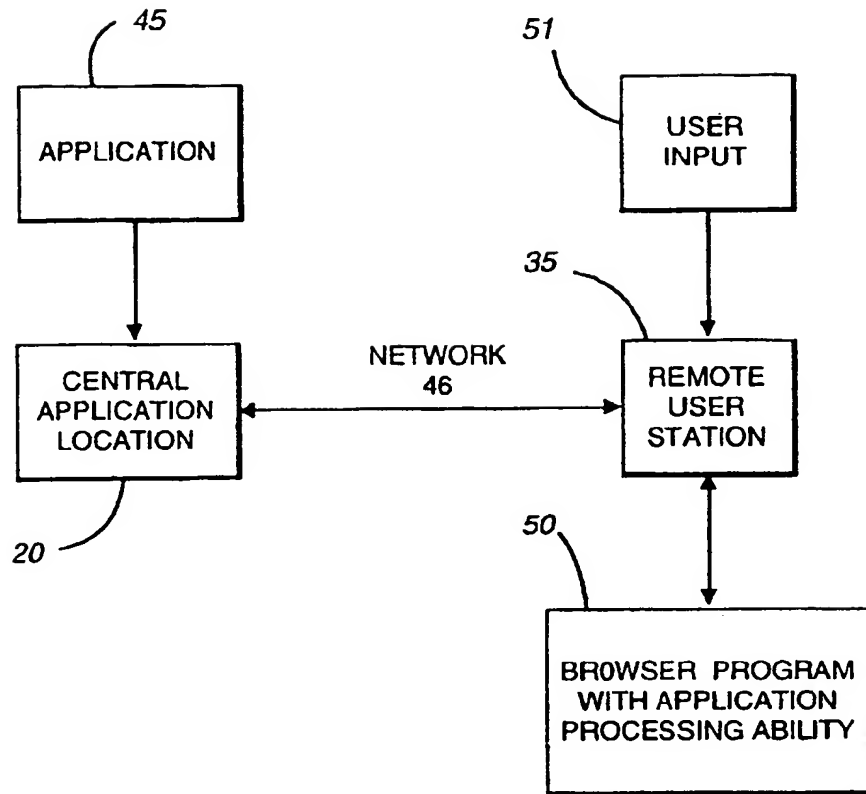 45
APPLICATION
51
USER
INPUT
CENTRAL
APPLICATION
LOCATION
20
NETWORK
46
35
REMOTE
USER
STATION
50
BROWSER PROGRAM
WITH APPLICATION
PROCESSING ABILITY